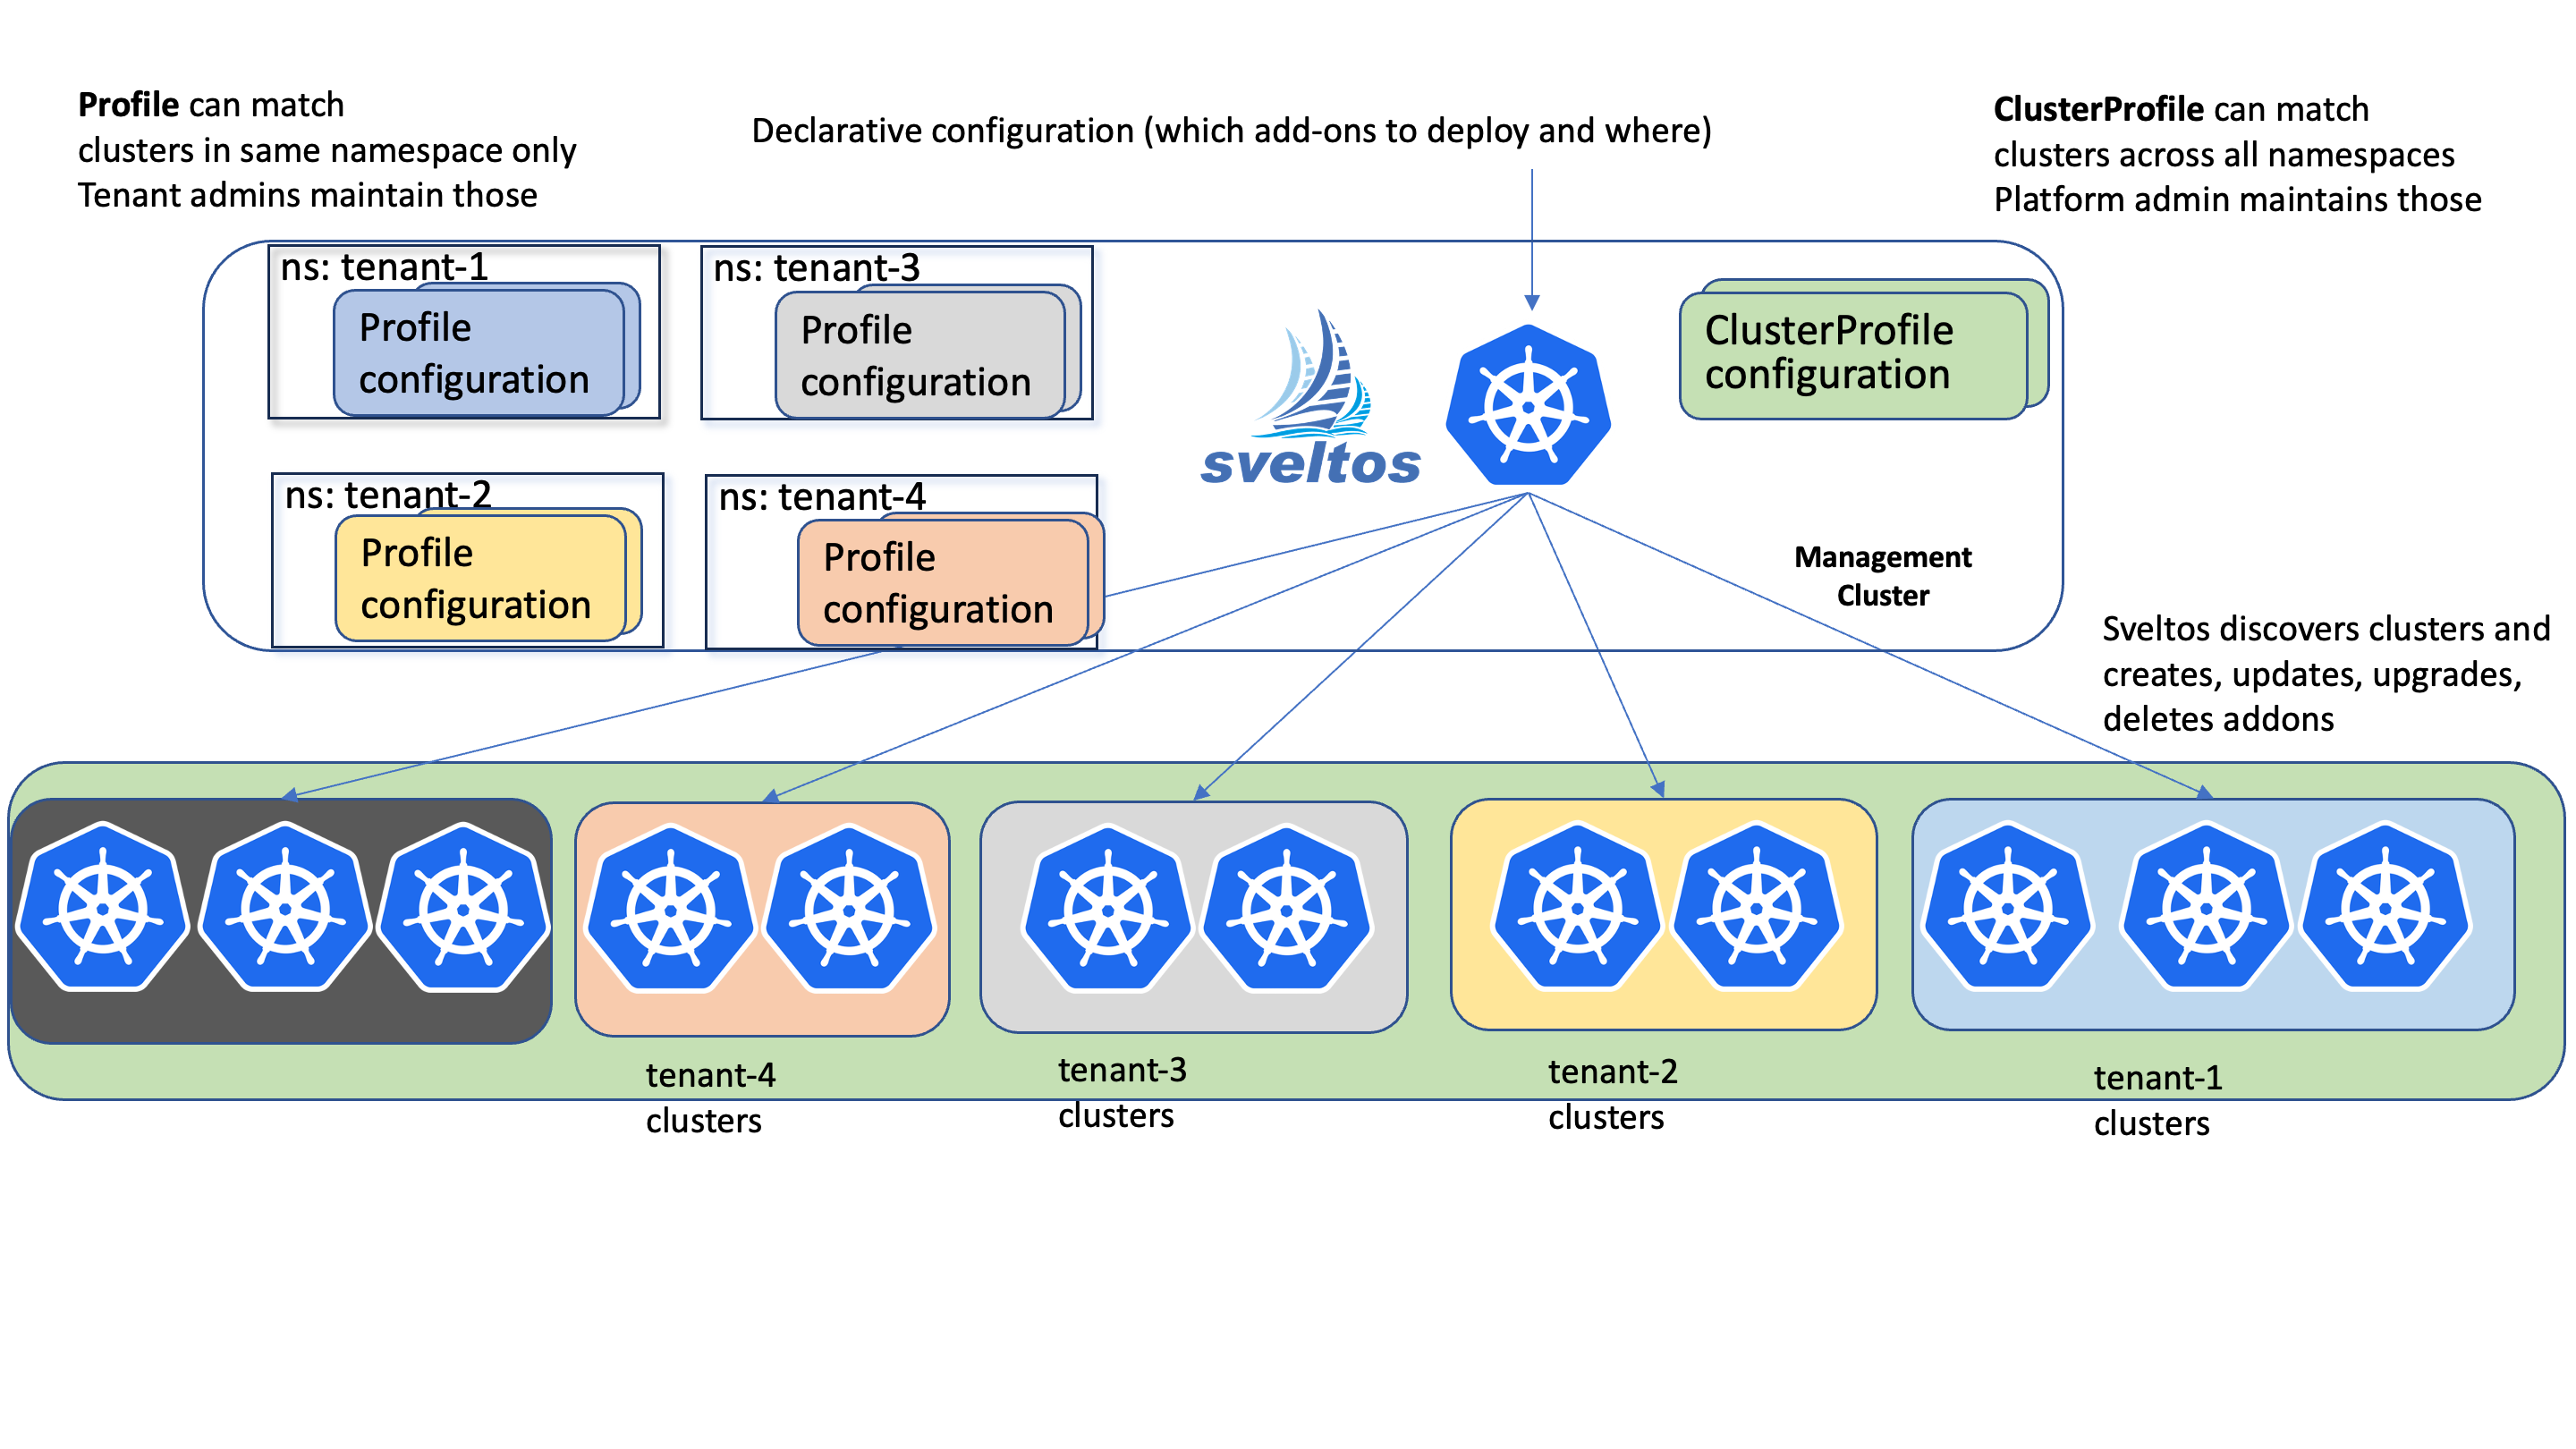 Profile can match
clusters in same namespace only
Tenant admins maintain those
Declarative configuration (which add-ons to deploy and where)
ClusterProfile can match
clusters across all namespaces
Platform admin maintains those
ns: tenant-1
Profile
configuration
ns: tenant-3
Profile
configuration
sveltos
ClusterProfile
configuration
ns: tenant-2
Profile
configuration
ns: tenant-4
Profile
configuration
Management
Cluster
Sveltos discovers clusters and
creates, updates, upgrades,
deletes addons
tenant-4
clusters
tenant-3
clusters
tenant-2
clusters
tenant-1
clusters